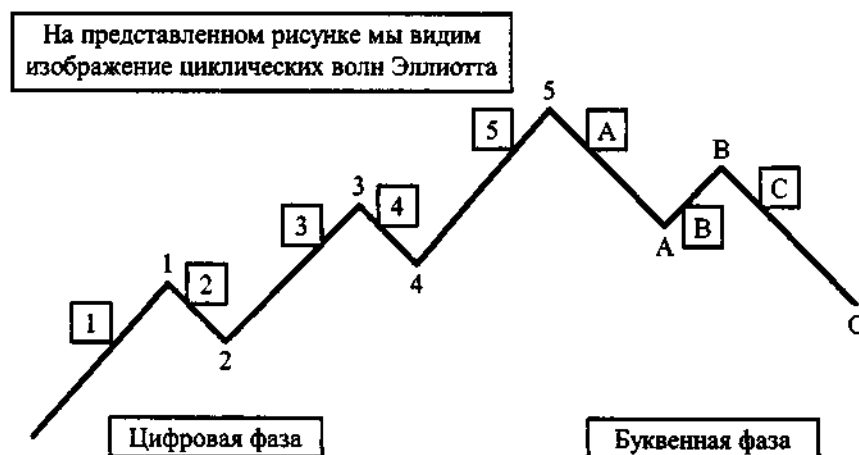 На представленном рисунке мы видим
изображение циклических волн Эллиотта
5
5
A
3
B
3
4
C
1
A
B
2
4
1
C
2
Цифровая фаза
Буквенная фаза